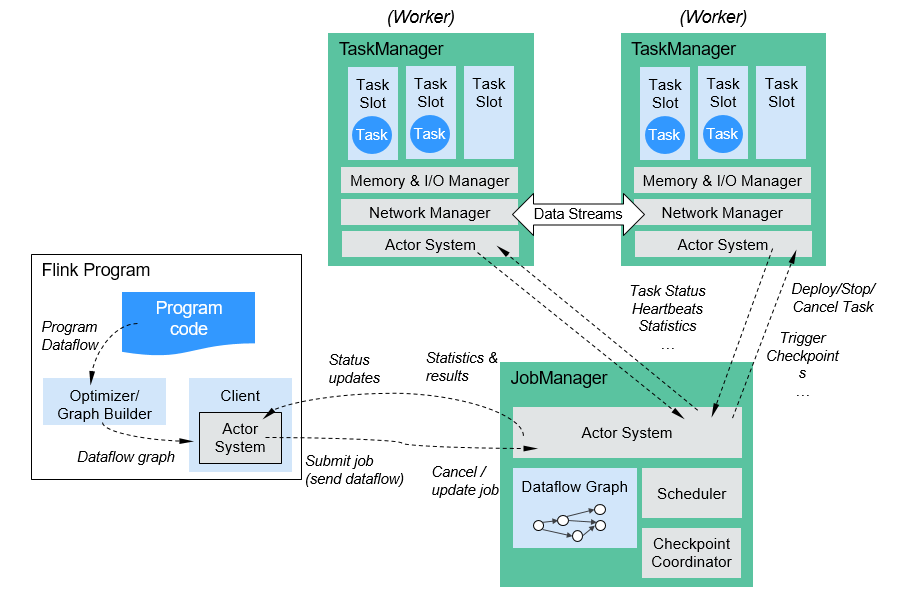 (Worker)
(Worker)
TaskManager
Task
Slot
Task
Task
Slot
Task
Task
Slot
Memory & I/O Manager
Network Manager
Actor System
Data Streams
TaskManager
Task
Slot
Task
Task
Slot
Task
Task
Slot
Memory & I/O Manager
Network Manager
Actor System
Flink Program
Program
code
Program
Dataflow
Optimizer/
Graph Builder
Dataflow graph
Client
Actor
System
Status
updates
Statistics &
results
Submit job
(send dataflow)
Cancel /
update job
Task Status
Heartbeats
Statistics
...
Deploy/Stop/
Cancel Task
Trigger
Checkpoint
s
...
JobManager
Actor System
Dataflow Graph
Scheduler
Checkpoint
Coordinator